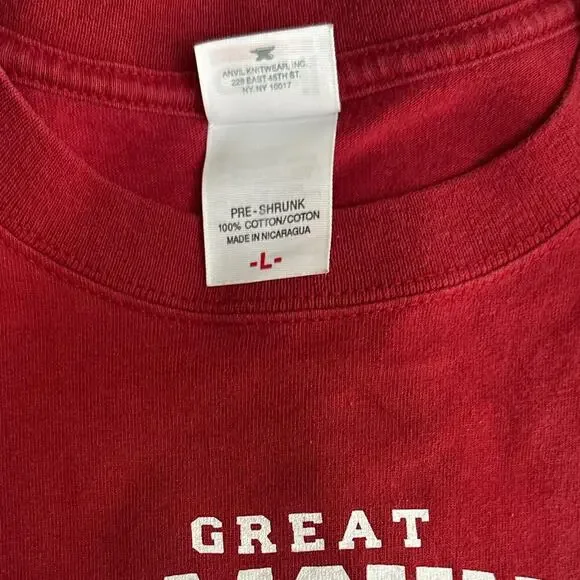 ANVIL KNITWEAR, INC.
228 EAST 45TH ST.
NY. NY 10017
PRE-SHRUNK
100% COTTON/COTON
MADE IN NICARAGUA
-L-
GREAT